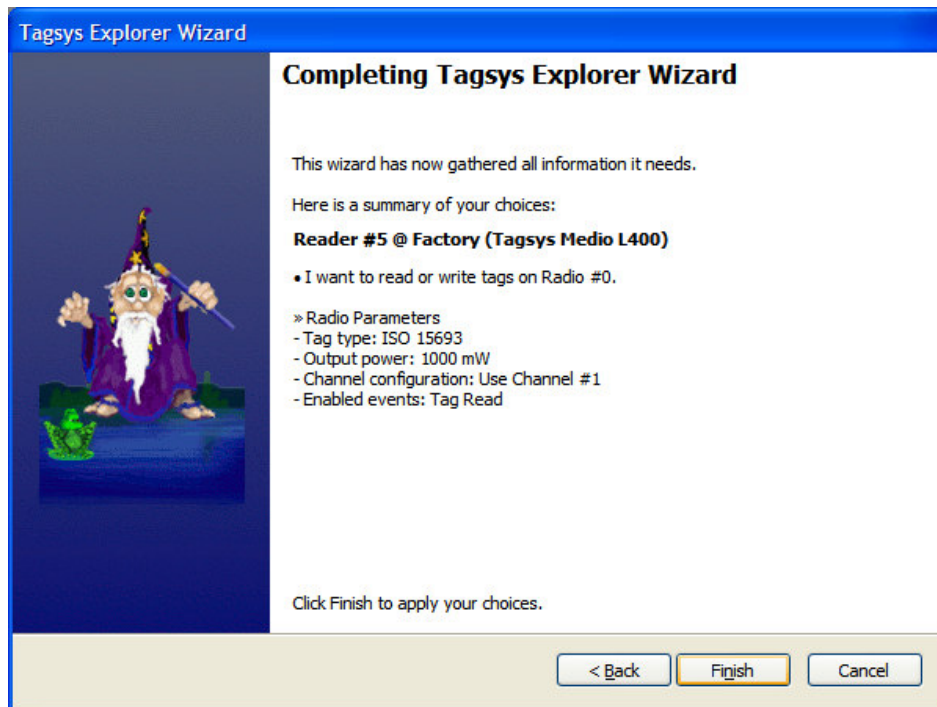 Tagsys Explorer Wizard
Completing Tagsys Explorer Wizard
This wizard has now gathered all information it needs.
Here is a summary of your choices:
Reader #5 @ Factory (Tagsys Medio L400)
• I want to read or write tags on Radio #0.
» Radio Parameters
- Tag type: ISO 15693
- Output power: 1000 mW
- Channel configuration: Use Channel #1
- Enabled events: Tag Read
Click Finish to apply your choices.
< Back Finish Cancel